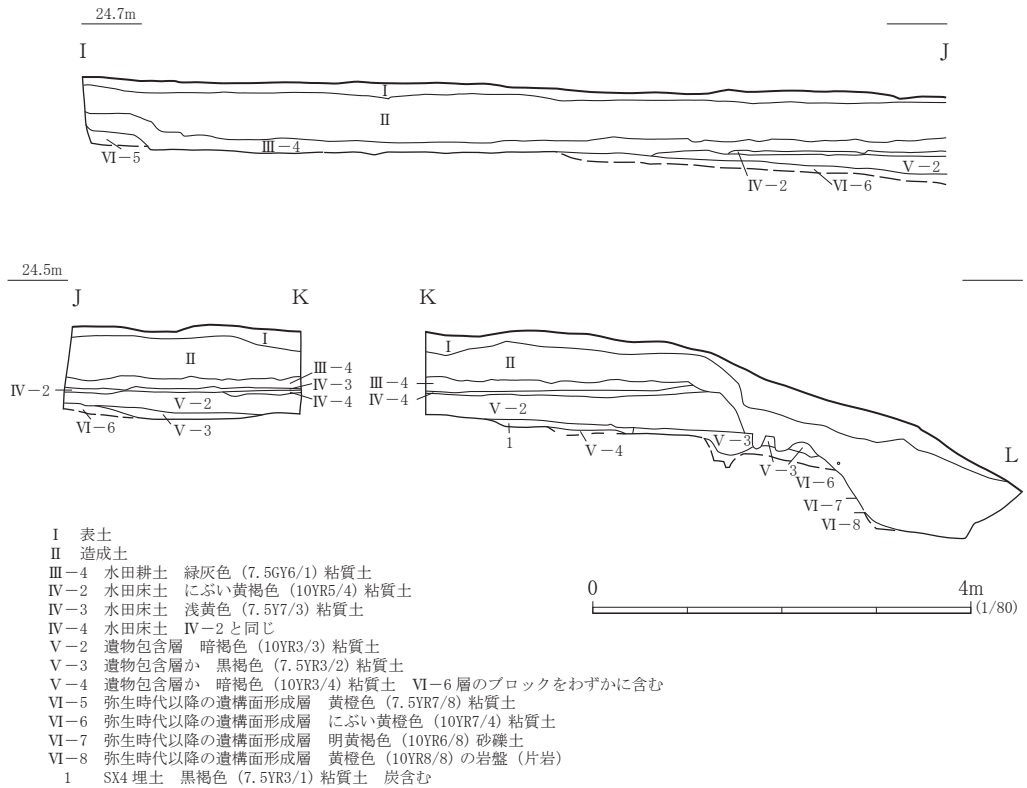 24.7m
I J
I
II
III-4
VI-5
IV-2
VI-6
V-2
24.5m
J K K
I
II
III-4
IV-3
IV-4
IV-2
V-2
VI-6
V-3
I
II
III-4
IV-4
V-2
1
V-4
V-3
V-3
VI-6
VI-7
VI-8
L
I 表土
II 造成土
III-4 水田耕土 緑灰色 (7.5GY6/1) 粘質土
IV-2 水田床土 にぶい黄褐色 (10YR5/4) 粘質土
IV-3 水田床土 浅黄色 (7.5Y7/3) 粘質土
IV-4 水田床土 IV-2と同じ
V-2 遺物包含層 暗褐色 (10YR3/3) 粘質土
V-3 遺物包含層か 黒褐色 (7.5YR3/2) 粘質土
V-4 遺物包含層か 暗褐色 (10YR3/4) 粘質土 VI-6層のブロックをわずかに含む
VI-5 弥生時代以降の遺構面形成層 黄橙色 (7.5YR7/8) 粘質土
VI-6 弥生時代以降の遺構面形成層 にぶい黄橙色 (10YR7/4) 粘質土
VI-7 弥生時代以降の遺構面形成層 明黄褐色 (10YR6/8) 砂礫土
VI-8 弥生時代以降の遺構面形成層 黄橙色 (10YR8/8) の岩盤 (片岩)
1 SX4埋土 黒褐色 (7.5YR3/1) 粘質土 炭含む
0 4m
(1/80)